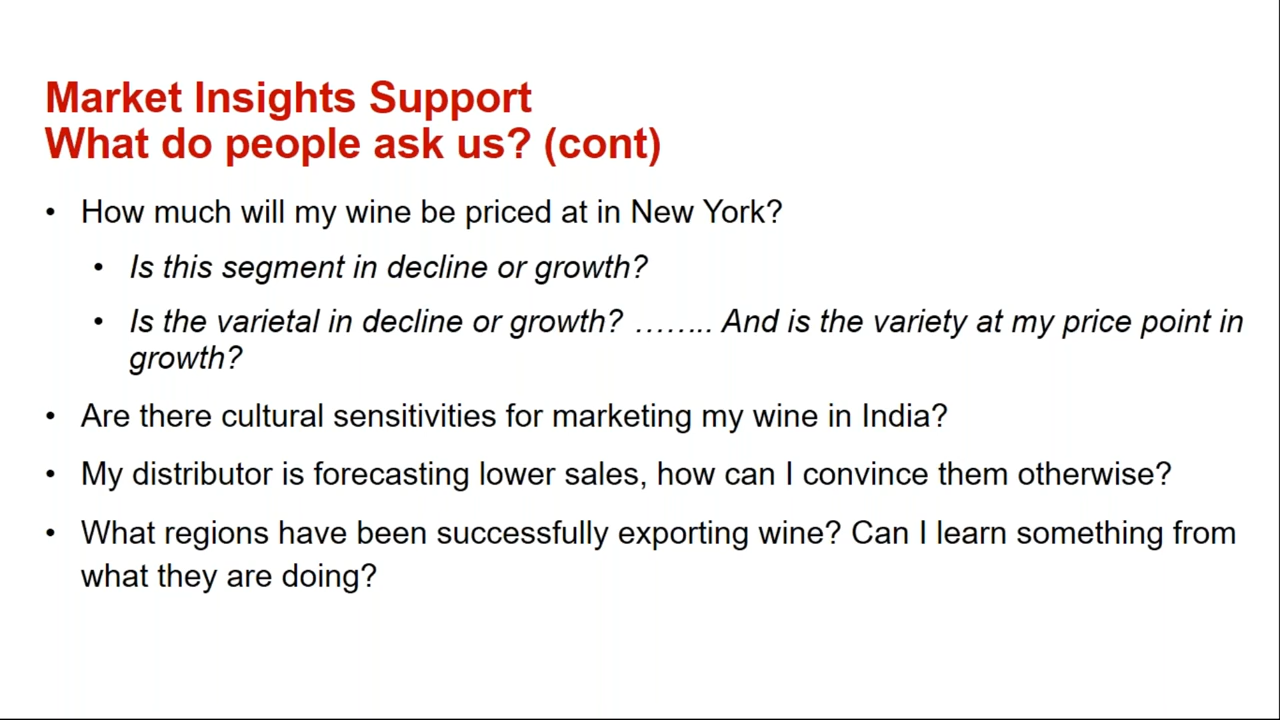 Market Insights Support
What do people ask us? (cont)
• How much will my wine be priced at in New York?
• Is this segment in decline or growth?
• Is the varietal in decline or growth? …….. And is the variety at my price point in
growth?
• Are there cultural sensitivities for marketing my wine in India?
• My distributor is forecasting lower sales, how can I convince them otherwise?
• What regions have been successfully exporting wine? Can I learn something from
what they are doing?